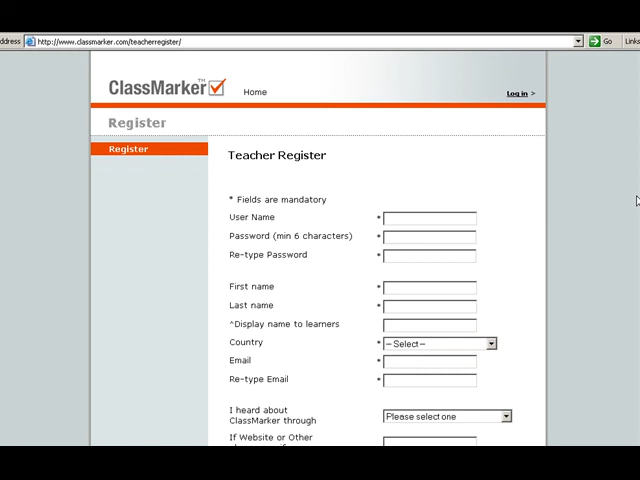 ddress http://www.classmarker.com/teacherregister/ Go Links
ClassMarker™ Home Log in >
Register
Register
Teacher Register
* Fields are mandatory
User Name *
Password (min 6 characters) *
Re-type Password *
First name *
Last name *
^Display name to learners
Country * -- Select --
Email *
Re-type Email *
I heard about
ClassMarker through Please select one
If Website or Other